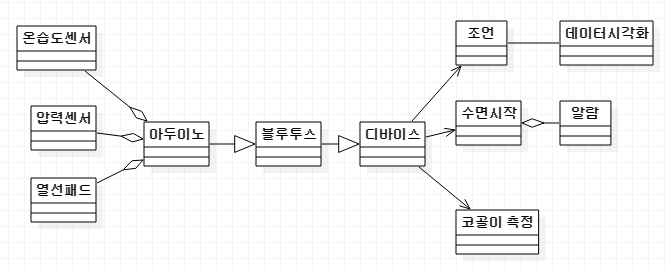 온습도센서
압력센서
열선패드
아두이노
블루투스
디바이스
조언
데이터시각화
수면시작
알람
코골이 측정